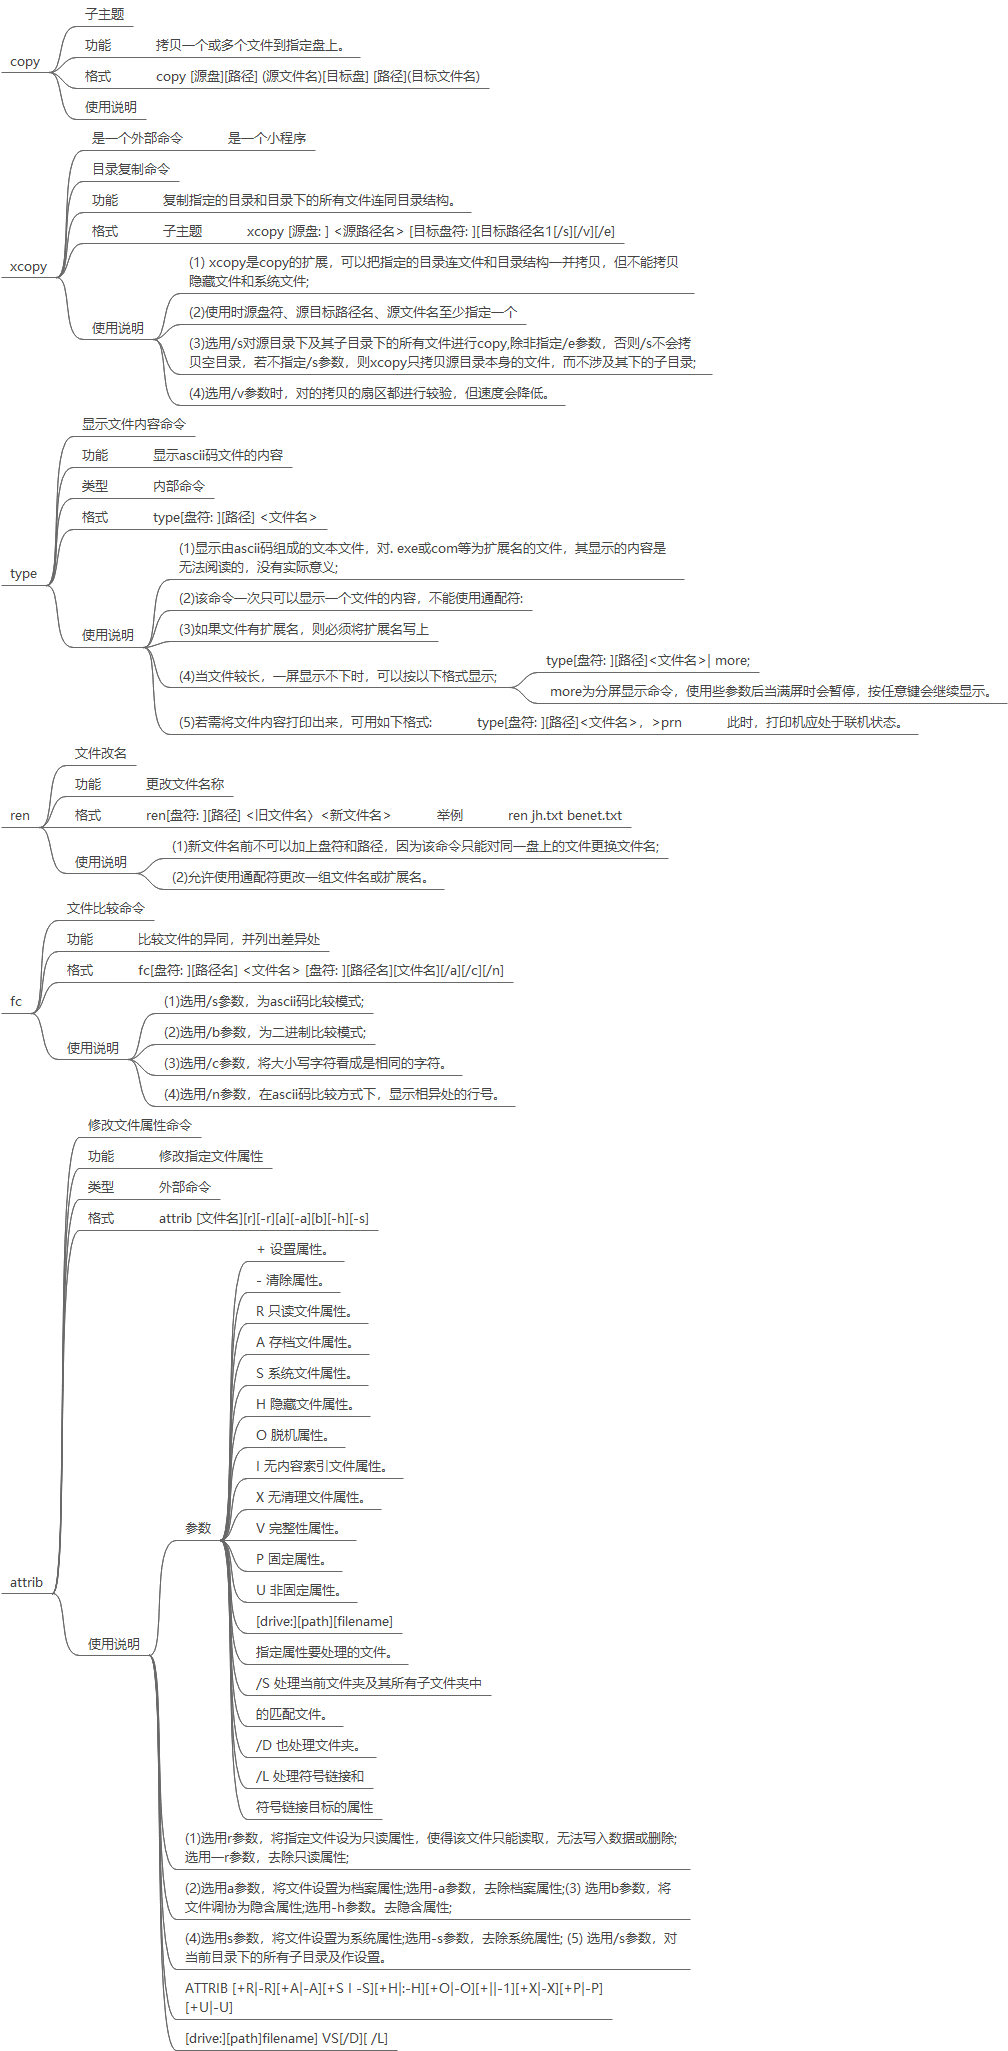 copy
子主题
功能 拷贝一个或多个文件到指定盘上。
格式 copy [源盘][路径] (源文件名)[目标盘] [路径](目标文件名)
使用说明
xcopy
是一个外部命令 是一个小程序
目录复制命令
功能 复制指定的目录和目录下的所有文件连同目录结构。
格式 子主题 xcopy [源盘: ] <源路径名> [目标盘符: ][目标路径名1[/s][/v][/e]
使用说明
(1) xcopy是copy的扩展，可以把指定的目录连文件和目录结构一并拷贝，但不能拷贝
隐藏文件和系统文件;
(2)使用时源盘符、源目标路径名、源文件名至少指定一个
(3)选用/s对源目录下及其子目录下的所有文件进行copy,除非指定/e参数，否则/s不会拷
贝空目录，若不指定/s参数，则xcopy只拷贝源目录本身的文件，而不涉及其下的子目录;
(4)选用/v参数时，对的拷贝的扇区都进行较验，但速度会降低。
type
显示文件内容命令
功能 显示ascii码文件的内容
类型 内部命令
格式 type[盘符: ][路径] <文件名>
使用说明
(1)显示由ascii码组成的文本文件，对. exe或com等为扩展名的文件，其显示的内容是
无法阅读的，没有实际意义;
(2)该命令一次只可以显示一个文件的内容，不能使用通配符:
(3)如果文件有扩展名，则必须将扩展名写上
(4)当文件较长，一屏显示不下时，可以按以下格式显示;
type[盘符: ][路径]<文件名>| more;
more为分屏显示命令，使用些参数后当满屏时会暂停，按任意键会继续显示。
(5)若需将文件内容打印出来，可用如下格式: type[盘符: ][路径]<文件名>，>prn 此时，打印机应处于联机状态。
ren
文件改名
功能 更改文件名称
格式 ren[盘符: ][路径] <旧文件名〉<新文件名> 举例 ren jh.txt benet.txt
使用说明
(1)新文件名前不可以加上盘符和路径，因为该命令只能对同一盘上的文件更换文件名;
(2)允许使用通配符更改一组文件名或扩展名。
fc
文件比较命令
功能 比较文件的异同，并列出差异处
格式 fc[盘符: ][路径名] <文件名> [盘符: ][路径名][文件名][/a][/c][/n]
使用说明
(1)选用/s参数，为ascii码比较模式;
(2)选用/b参数，为二进制比较模式;
(3)选用/c参数，将大小写字符看成是相同的字符。
(4)选用/n参数，在ascii码比较方式下，显示相异处的行号。
attrib
修改文件属性命令
功能 修改指定文件属性
类型 外部命令
格式 attrib [文件名][r][-r][a][-a][b][-h][-s]
使用说明
参数
+ 设置属性。
- 清除属性。
R 只读文件属性。
A 存档文件属性。
S 系统文件属性。
H 隐藏文件属性。
O 脱机属性。
I 无内容索引文件属性。
X 无清理文件属性。
V 完整性属性。
P 固定属性。
U 非固定属性。
[drive:][path][filename]
指定属性要处理的文件。
/S 处理当前文件夹及其所有子文件夹中
的匹配文件。
/D 也处理文件夹。
/L 处理符号链接和
符号链接目标的属性
(1)选用r参数，将指定文件设为只读属性，使得该文件只能读取，无法写入数据或删除;
选用一r参数，去除只读属性;
(2)选用a参数，将文件设置为档案属性;选用-a参数，去除档案属性;(3) 选用b参数，将
文件调协为隐含属性;选用-h参数。去隐含属性;
(4)选用s参数，将文件设置为系统属性;选用-s参数，去除系统属性; (5) 选用/s参数，对
当前目录下的所有子目录及作设置。
ATTRIB [+R|-R][+A|-A][+S I -S][+H|:-H][+O|-O][+||-1][+X|-X][+P|-P]
[+U|-U]
[drive:][path]filename] VS[/D][ /L]